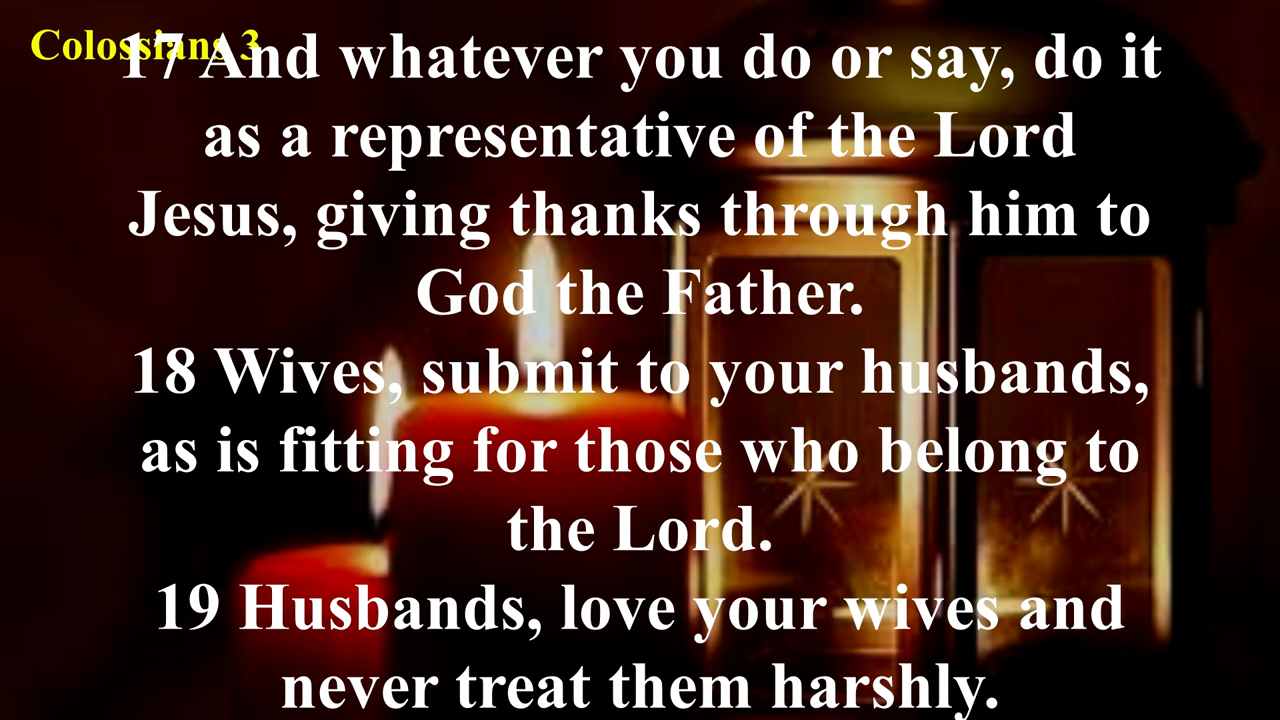 Colossians 3
17 And whatever you do or say, do it
as a representative of the Lord
Jesus, giving thanks through him to
God the Father.
18 Wives, submit to your husbands,
as is fitting for those who belong to
the Lord.
19 Husbands, love your wives and
never treat them harshly.